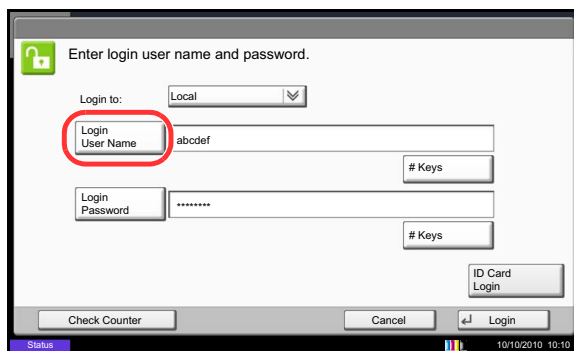 Enter login user name and password.
Login to:
Local
Login
User Name
abcdef
# Keys
Login
Password
********
# Keys
ID Card
Login
Check Counter
Cancel
Login
Status
10/10/2010 10:10